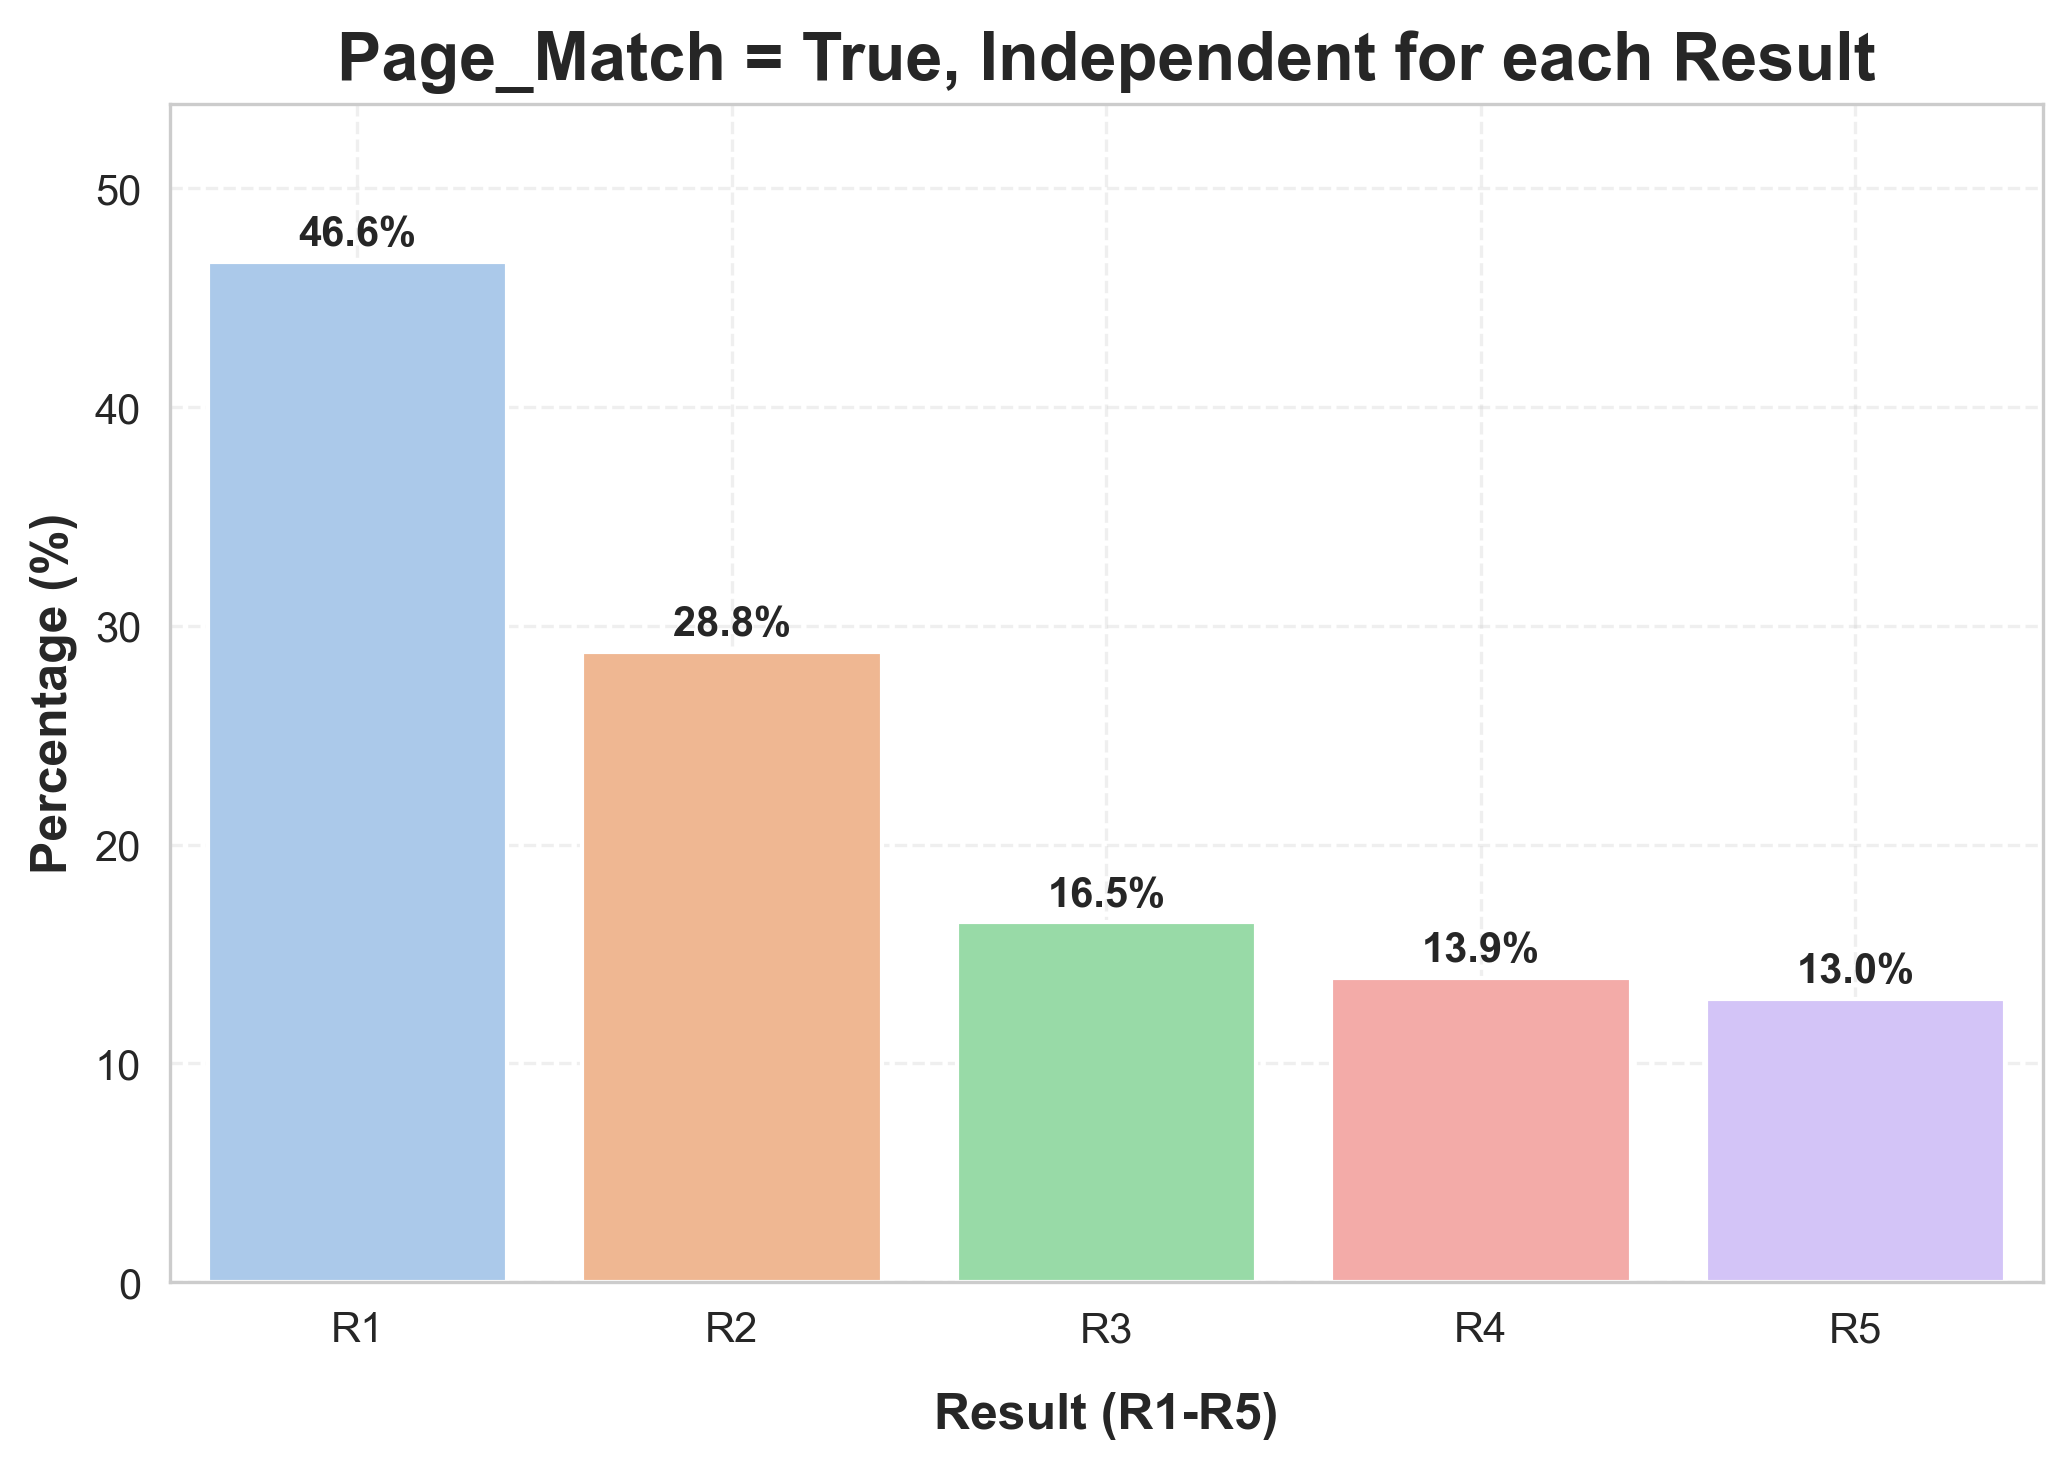 Page_Match = True, Independent for each Result
Percentage (%)
50
40
30
20
10
0
46.6%
28.8%
16.5%
13.9%
13.0%
R1
R2
R3
R4
R5
Result (R1-R5)